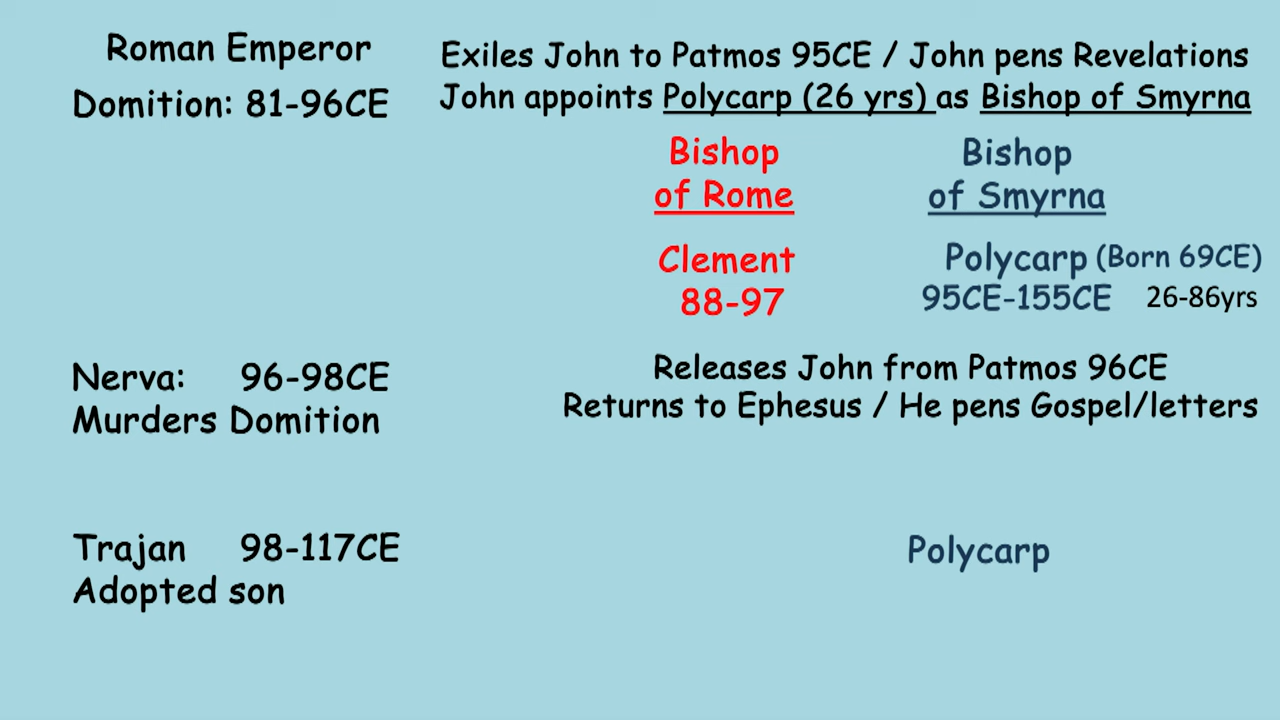 Roman Emperor
Domition: 81-96CE
Exiles John to Patmos 95CE / John pens Revelations
John appoints Polycarp (26 yrs) as Bishop of Smyrna
Bishop
of Rome
Bishop
of Smyrna
Clement
88-97
Polycarp (Born 69CE)
95CE-155CE 26-86yrs
Nerva: 96-98CE
Murders Domition
Releases John from Patmos 96CE
Returns to Ephesus / He pens Gospel/letters
Trajan 98-117CE
Adopted son
Polycarp